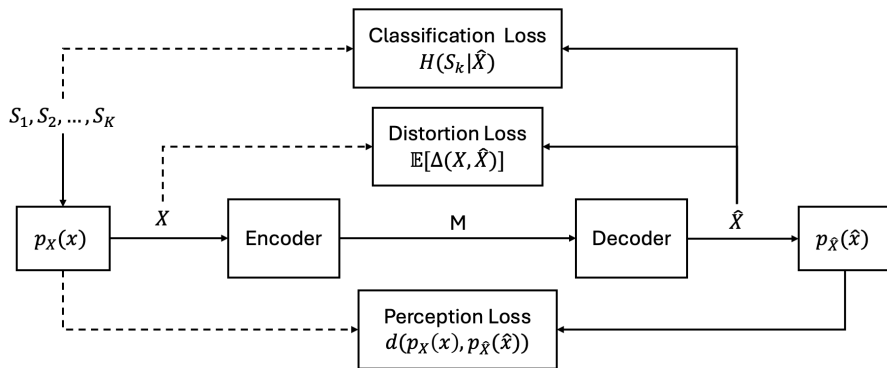 Classification Loss
H(S_k|X̂)
S_1, S_2, ..., S_K
Distortion Loss
𝔼[Δ(X, X̂)]
X
M
X̂
p_X(x)
Encoder
Decoder
p_X̂(x̂)
Perception Loss
d(p_X(x), p_X̂(x̂))